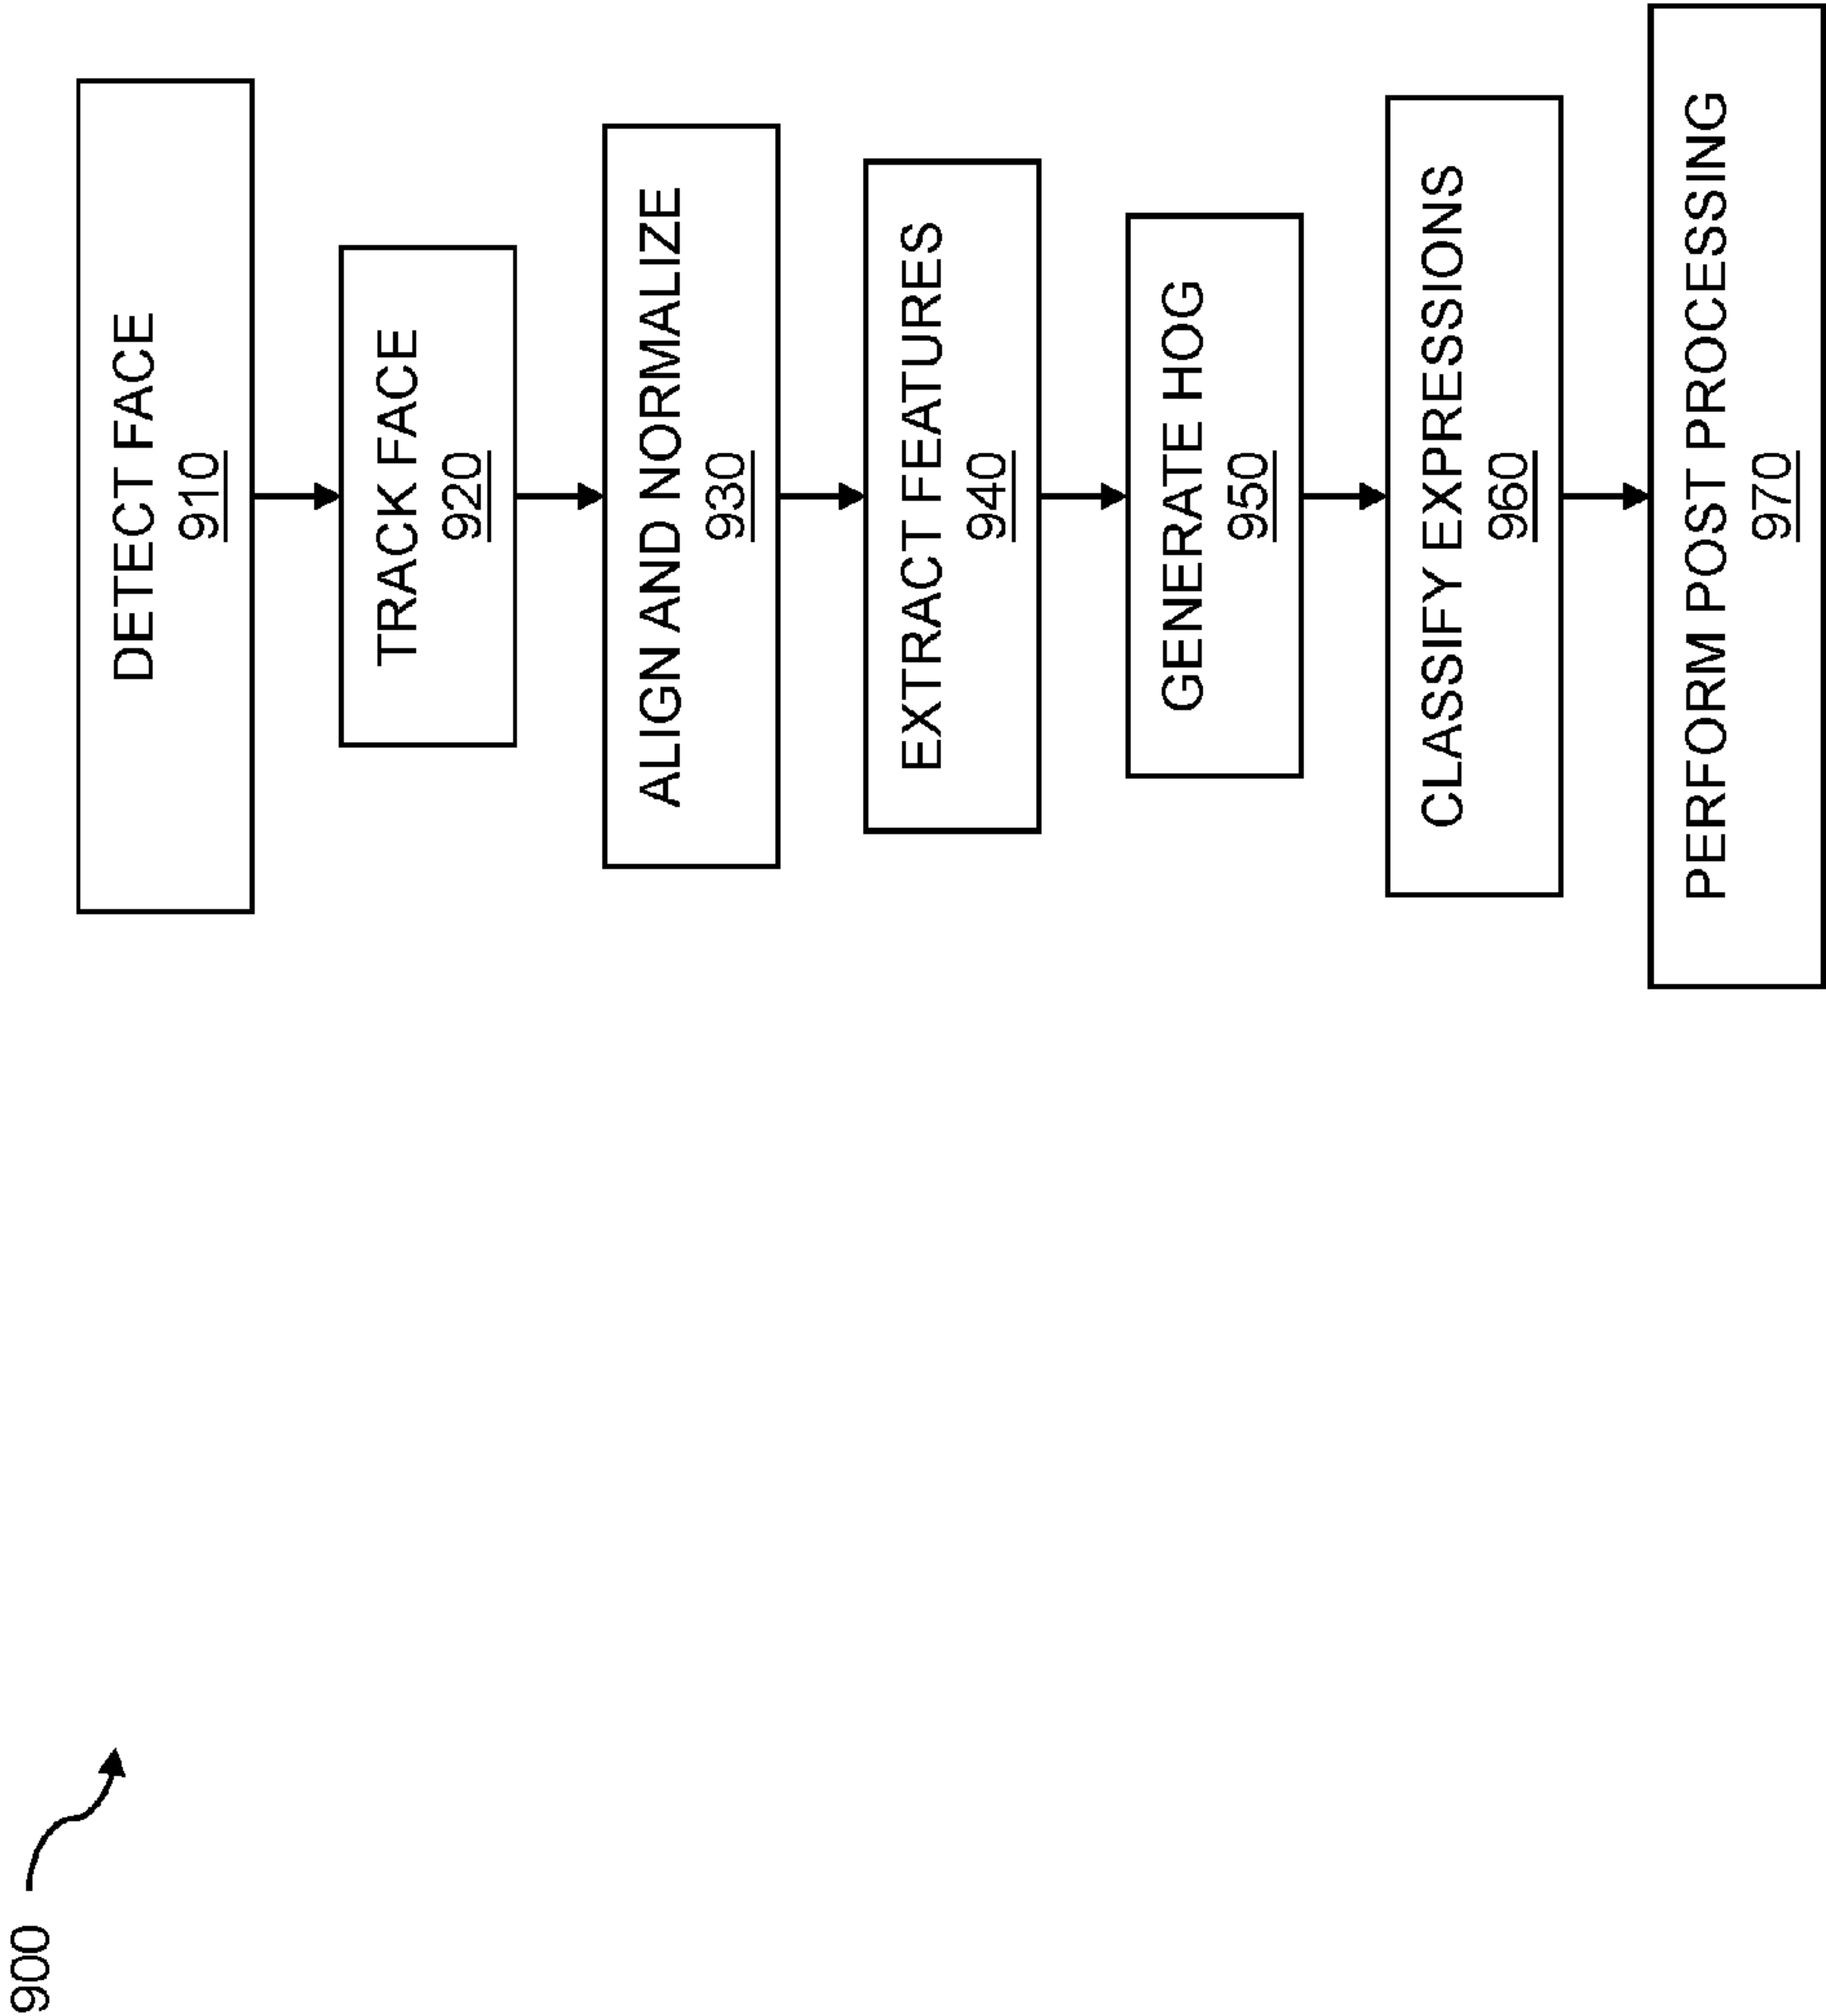 900
DETECT FACE
910
TRACK FACE
920
ALIGN AND NORMALIZE
930
EXTRACT FEATURES
940
GENERATE HOG
950
CLASSIFY EXPRESSIONS
960
PERFORM POST PROCESSING
970